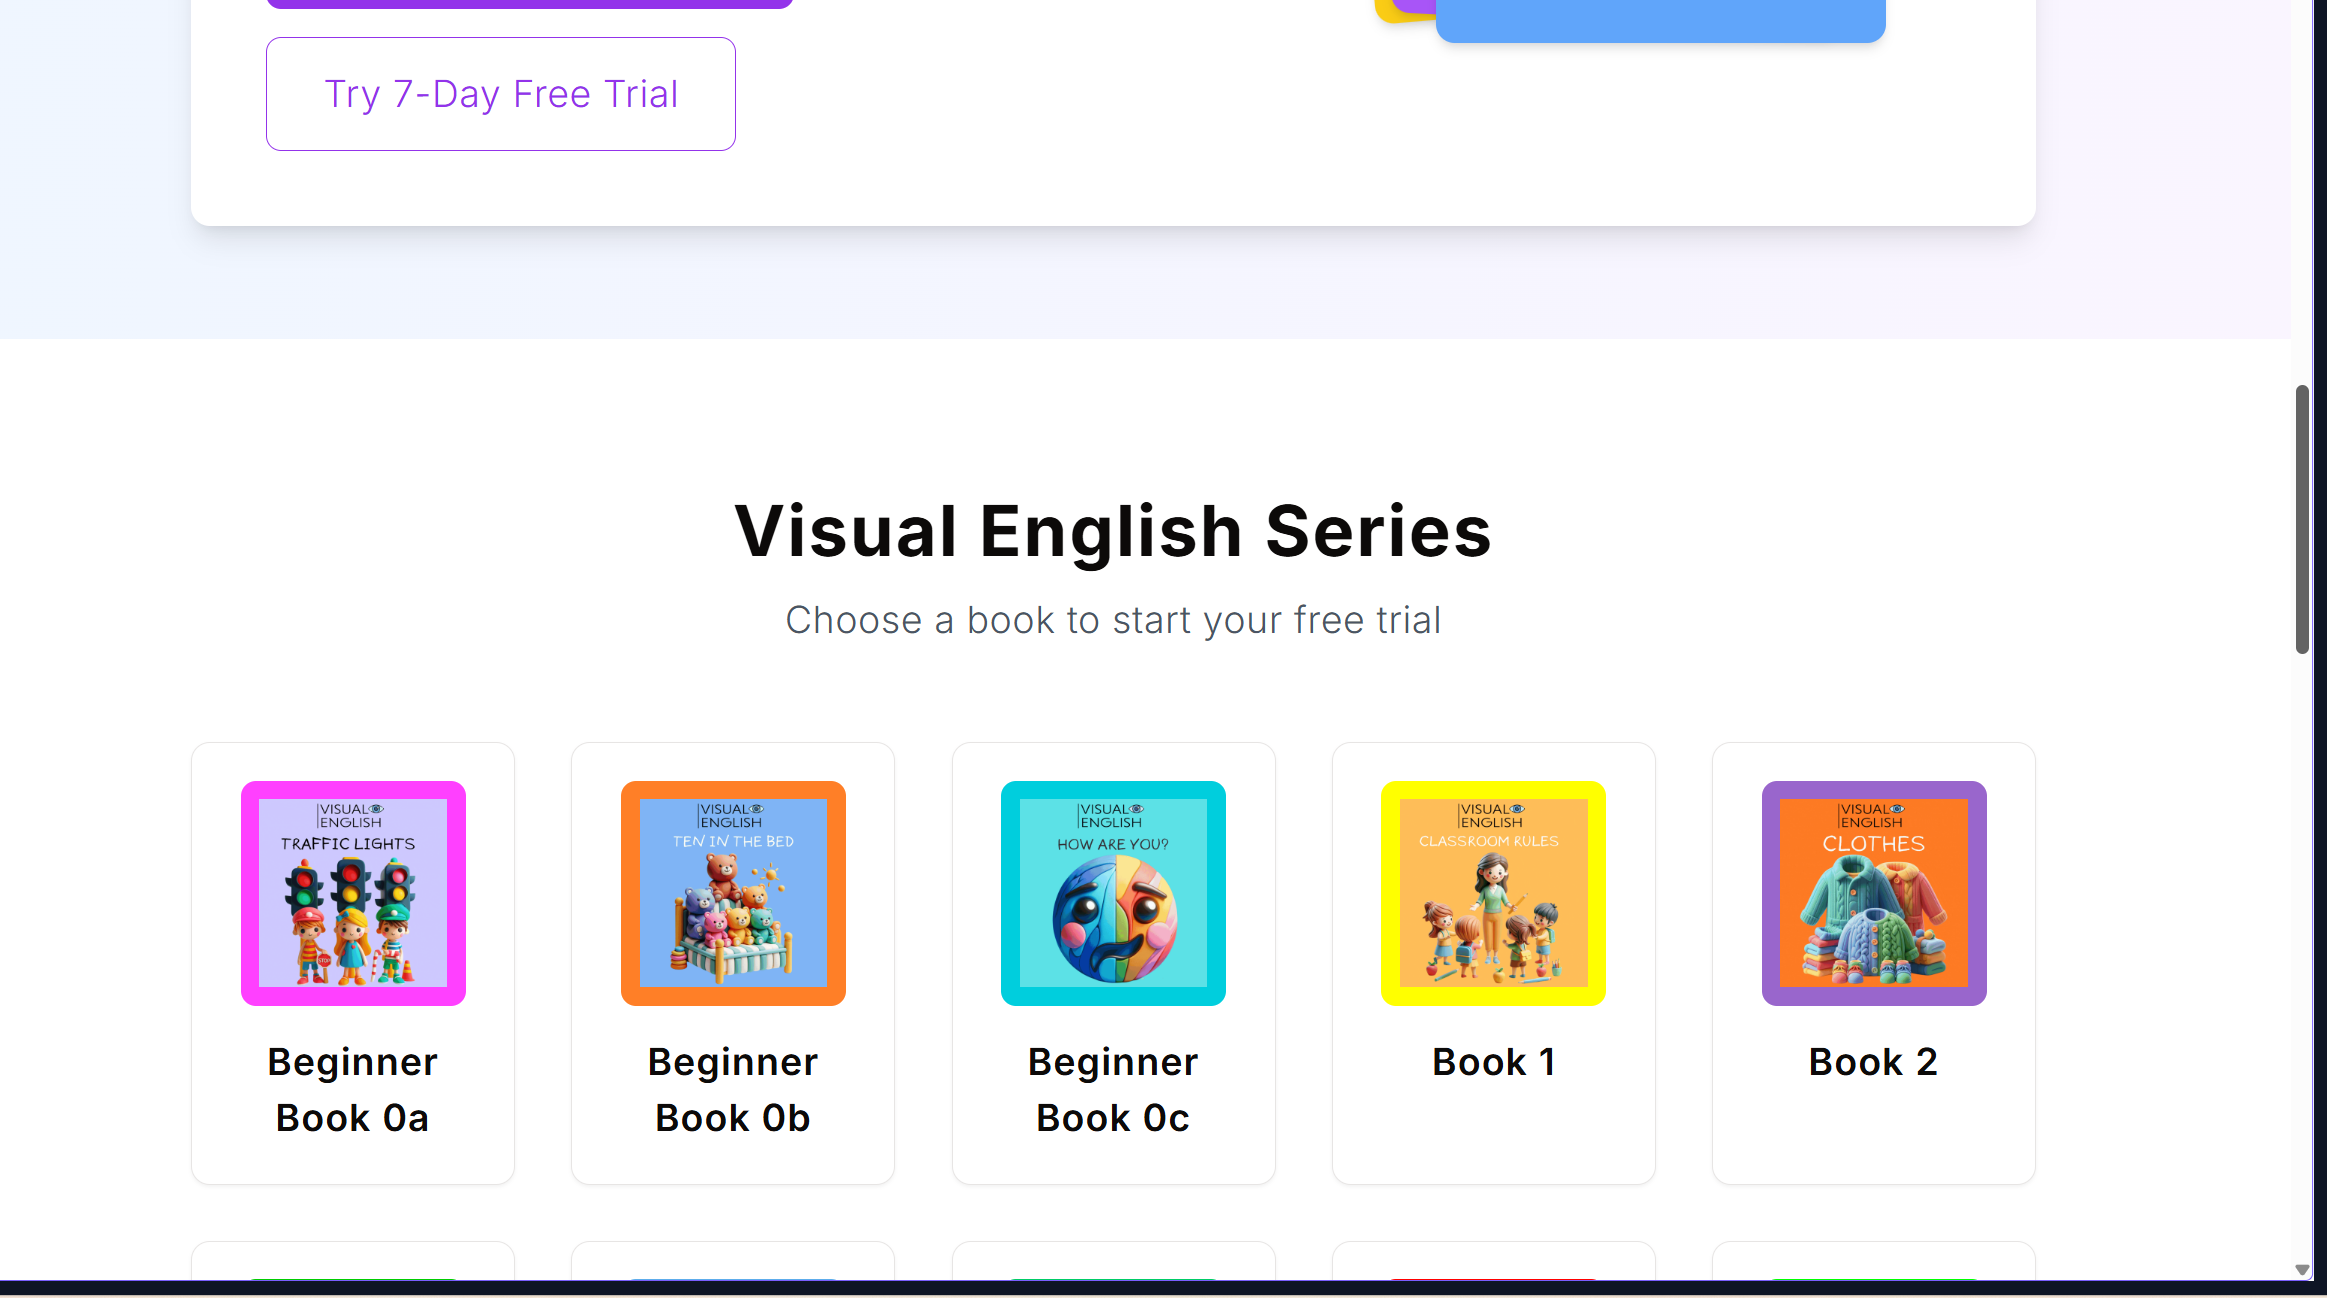 Try 7-Day Free Trial
Visual English Series
Choose a book to start your free trial
VISUAL
ENGLISH
TRAFFIC LIGHTS
STOP
Beginner
Book 0a
VISUAL
ENGLISH
TEN IN THE BED
Beginner
Book 0b
VISUAL
ENGLISH
HOW ARE YOU?
Beginner
Book 0c
VISUAL
ENGLISH
CLASSROOM RULES
Book 1
VISUAL
ENGLISH
CLOTHES
Book 2